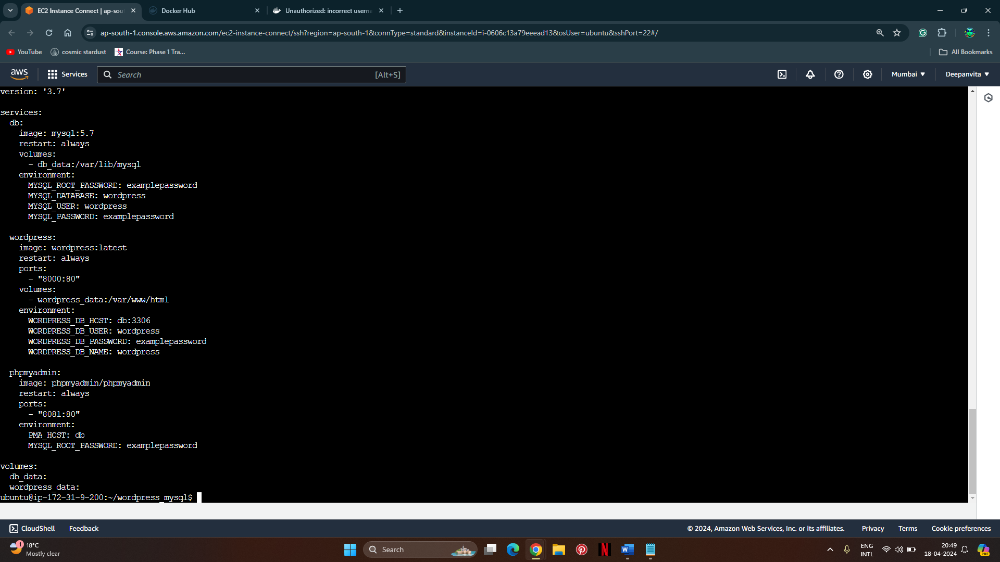 EC2 Instance Connect | ap-sou
Docker Hub
Unauthorized: incorrect userna
ap-south-1.console.aws.amazon.com/ec2-instance-connect/ssh?region=ap-south-1&connType=standard&instanceId=i-0606c13a79eeead13&osUser=ubuntu&sshPort=22#/
YouTube
cosmic stardust
Course: Phase 1 Tra...
All Bookmarks
aws
Services
Search
[Alt+S]
Mumbai
Deepanvita
version: '3.7'
services:
db:
image: mysql:5.7
restart: always
volumes:
- db_data:/var/lib/mysql
environment:
MYSQL_ROOT_PASSWORD: examplepassword
MYSQL_DATABASE: wordpress
MYSQL_USER: wordpress
MYSQL_PASSWORD: examplepassword
wordpress:
image: wordpress:latest
restart: always
ports:
- "8000:80"
volumes:
- wordpress_data:/var/www/html
environment:
WORDPRESS_DB_HOST: db:3306
WORDPRESS_DB_USER: wordpress
WORDPRESS_DB_PASSWORD: examplepassword
WORDPRESS_DB_NAME: wordpress
phpmyadmin:
image: phpmyadmin/phpmyadmin
restart: always
ports:
- "8081:80"
environment:
PMA_HOST: db
MYSQL_ROOT_PASSWORD: examplepassword
volumes:
db_data:
wordpress_data:
ubuntu@ip-172-31-9-200:~/wordpress_mysql$
CloudShell
Feedback
© 2024, Amazon Web Services, Inc. or its affiliates.
Privacy
Terms
Cookie preferences
1
18°C
Mostly clear
Search
ENG
INTL
20:49
18-04-2024
PRE